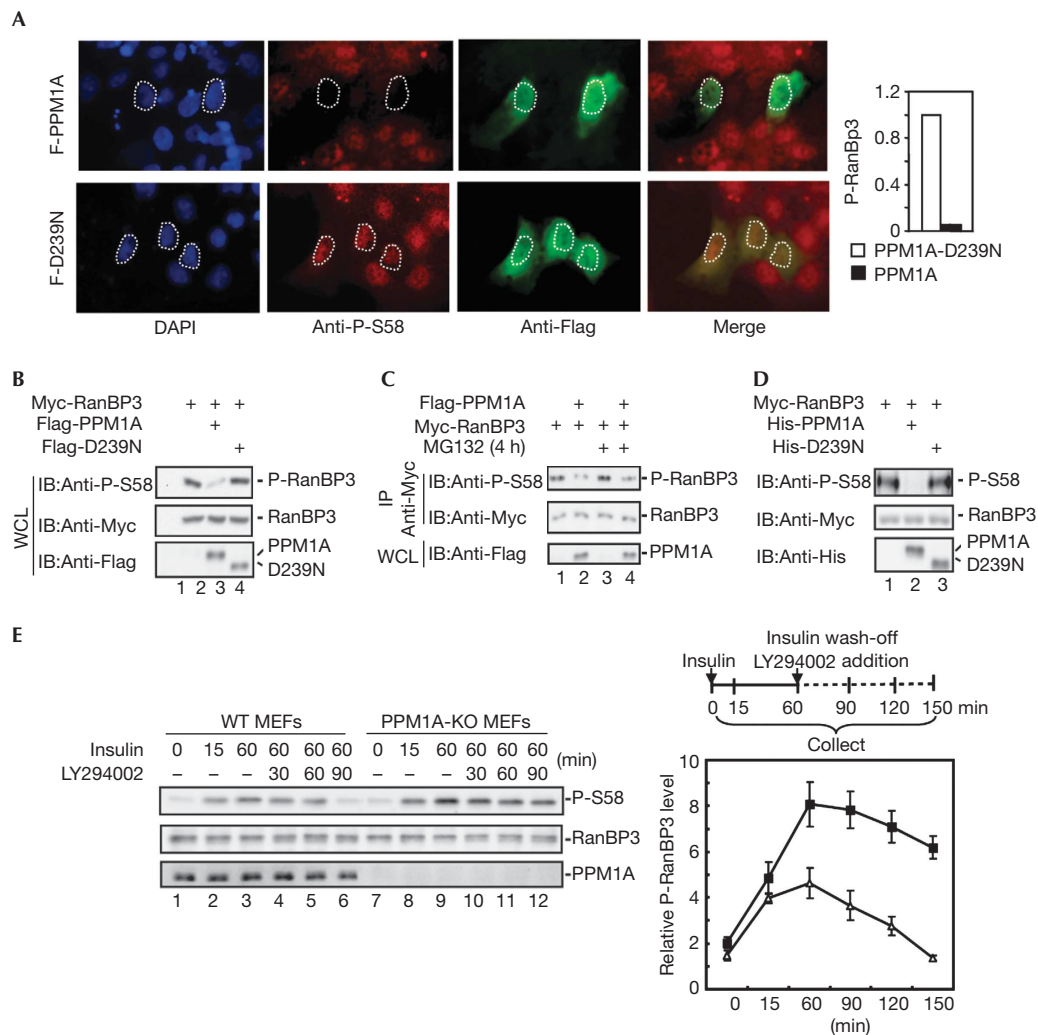 A
F-PPM1A
F-D239N
DAPI
Anti-P-S58
Anti-Flag
Merge
P-RanBp3
1.2
0.8
0.4
0
PPM1A-D239N
PPM1A
B
Myc-RanBP3 + + +
Flag-PPM1A +
Flag-D239N +
WCL
IB:Anti-P-S58 P-RanBP3
IB:Anti-Myc RanBP3
IB:Anti-Flag PPM1A
D239N
1 2 3 4
C
Flag-PPM1A + +
Myc-RanBP3 + + + +
MG132 (4 h) + +
IP
Anti-Myc
IB:Anti-P-S58 P-RanBP3
IB:Anti-Myc RanBP3
WCL IB:Anti-Flag PPM1A
1 2 3 4
D
Myc-RanBP3 + + +
His-PPM1A +
His-D239N +
IB:Anti-P-S58 P-S58
IB:Anti-Myc RanBP3
IB:Anti-His PPM1A
D239N
1 2 3
E
WT MEFs PPM1A-KO MEFs
Insulin 0 15 60 60 60 60 0 15 60 60 60 60 (min)
LY294002 – – – 30 60 90 – – – 30 60 90
P-S58
RanBP3
PPM1A
1 2 3 4 5 6 7 8 9 10 11 12
Insulin wash-off
Insulin LY294002 addition
0 15 60 90 120 150 min
Collect
Relative P-RanBP3 level
10
8
6
4
2
0
0 15 60 90 120 150
(min)